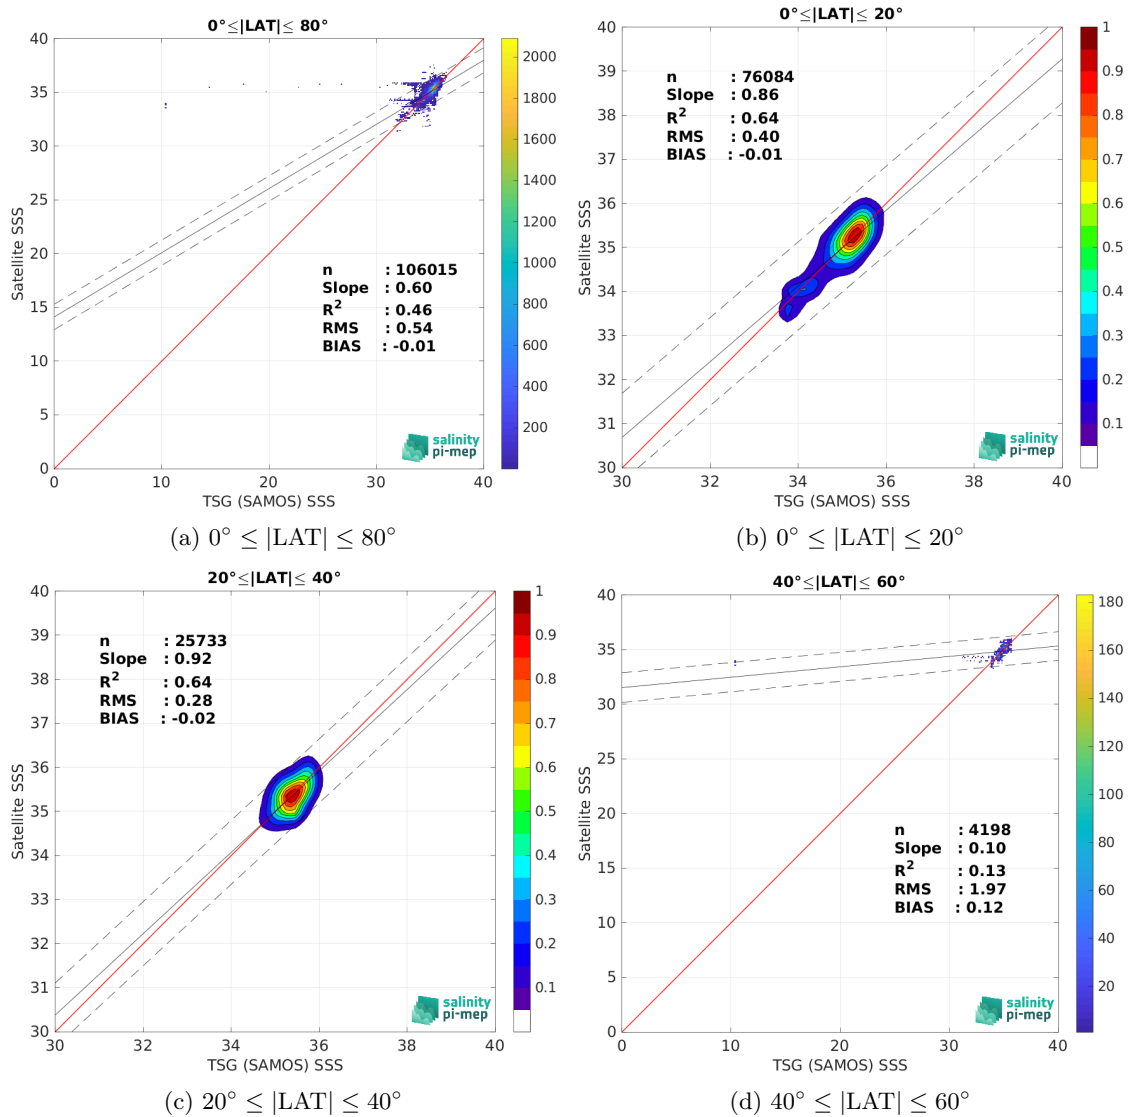 0°≤|LAT|≤ 80°
40
35
30
25
20
15
10
5
0
0
10
20
30
40
Satellite SSS
TSG (SAMOS) SSS
n : 106015
Slope : 0.60
R² : 0.46
RMS : 0.54
BIAS : -0.01
salinity
pi-mep
2000
1800
1600
1400
1200
1000
800
600
400
200
(a) 0° ≤ |LAT| ≤ 80°
0°≤|LAT|≤ 20°
40
39
38
37
36
35
34
33
32
31
30
30
32
34
36
38
40
Satellite SSS
TSG (SAMOS) SSS
n : 76084
Slope : 0.86
R² : 0.64
RMS : 0.40
BIAS : -0.01
salinity
pi-mep
1
0.9
0.8
0.7
0.6
0.5
0.4
0.3
0.2
0.1
(b) 0° ≤ |LAT| ≤ 20°
20°≤|LAT|≤ 40°
40
39
38
37
36
35
34
33
32
31
30
30
32
34
36
38
40
Satellite SSS
TSG (SAMOS) SSS
n : 25733
Slope : 0.92
R² : 0.64
RMS : 0.28
BIAS : -0.02
salinity
pi-mep
1
0.9
0.8
0.7
0.6
0.5
0.4
0.3
0.2
0.1
(c) 20° ≤ |LAT| ≤ 40°
40°≤|LAT|≤ 60°
40
35
30
25
20
15
10
5
0
0
10
20
30
40
Satellite SSS
TSG (SAMOS) SSS
n : 4198
Slope : 0.10
R² : 0.13
RMS : 1.97
BIAS : 0.12
salinity
pi-mep
180
160
140
120
100
80
60
40
20
(d) 40° ≤ |LAT| ≤ 60°